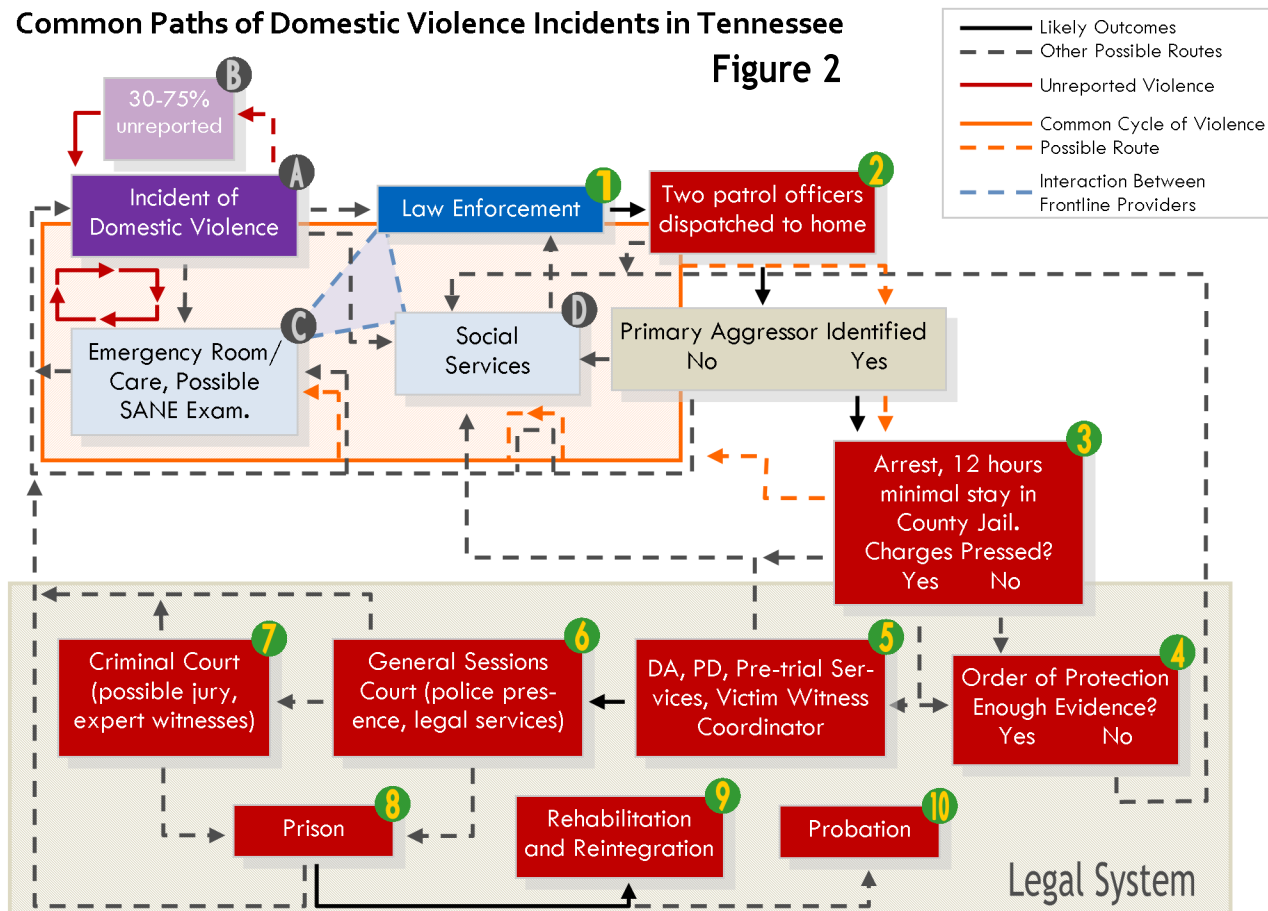 Common Paths of Domestic Violence Incidents in Tennessee
Figure 2
Likely Outcomes
Other Possible Routes
Unreported Violence
Common Cycle of Violence
Possible Route
Interaction Between
Frontline Providers
B
30-75%
unreported
A
Incident of
Domestic Violence
1
Law Enforcement
2
Two patrol officers
dispatched to home
C
Emergency Room/
Care, Possible
SANE Exam.
D
Social
Services
Primary Aggressor Identified
No Yes
3
Arrest, 12 hours
minimal stay in
County Jail.
Charges Pressed?
Yes No
7
Criminal Court
(possible jury,
expert witnesses)
6
General Sessions
Court (police pres-
ence, legal services)
5
DA, PD, Pre-trial Ser-
vices, Victim Witness
Coordinator
4
Order of Protection
Enough Evidence?
Yes No
8
Prison
9
Rehabilitation
and Reintegration
10
Probation
Legal System